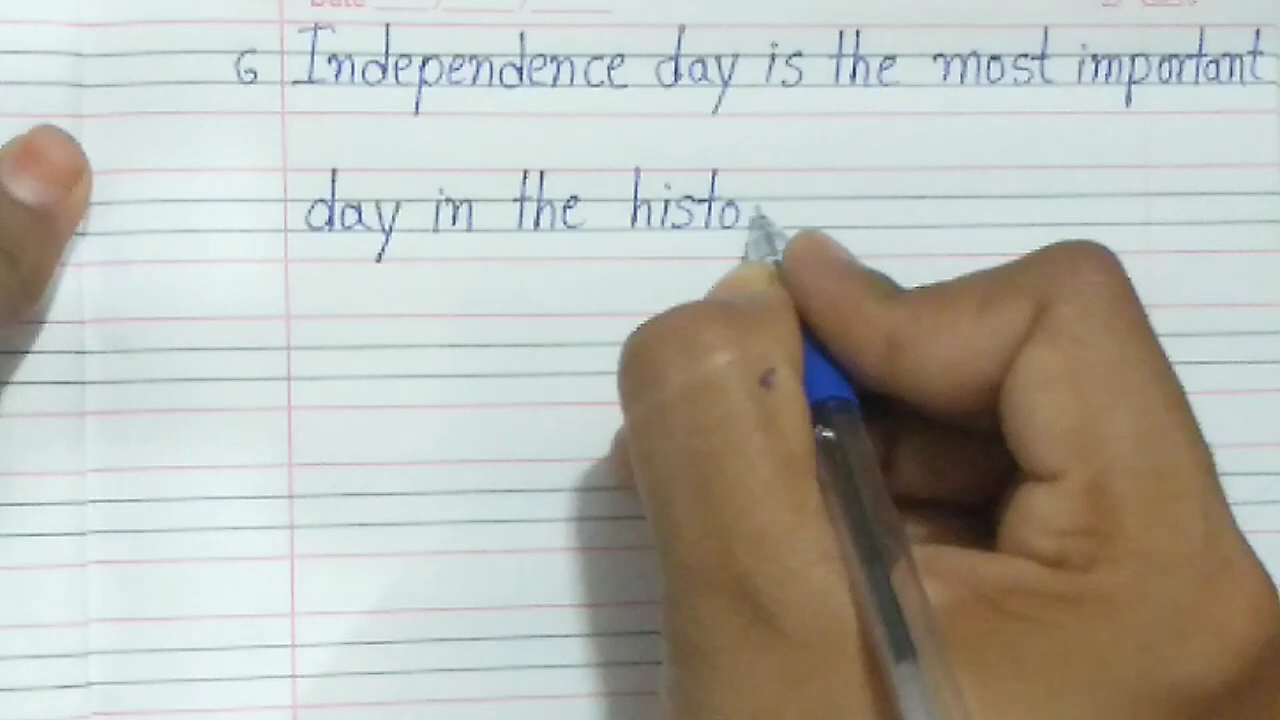 6 Independence day is the most important
day in the histo